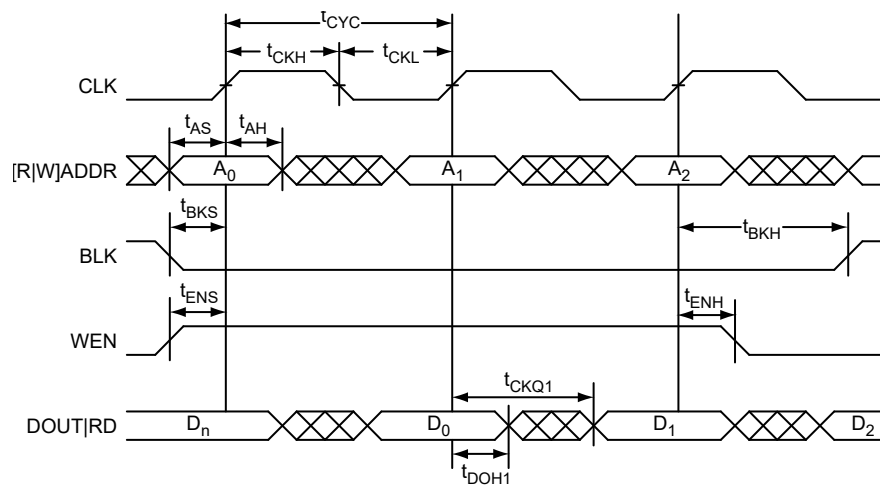 tCYC
tCKH tCKL
CLK
tAS tAH
[R|W]ADDR A0 A1 A2
tBKS tBKH
BLK
tENS tENH
WEN
tCKQ1
DOUT|RD Dn D0 D1 D2
tDOH1